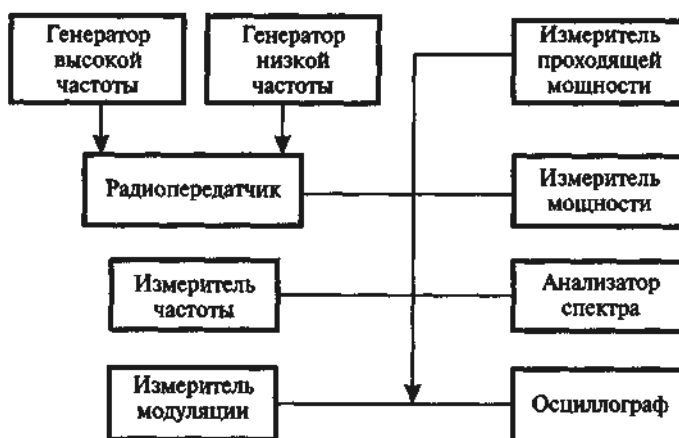 Генератор
высокой
частоты
Генератор
низкой
частоты
Измеритель
проходящей
мощности
Радиопередатчик
Измеритель
мощности
Измеритель
частоты
Анализатор
спектра
Измеритель
модуляции
Осциллограф